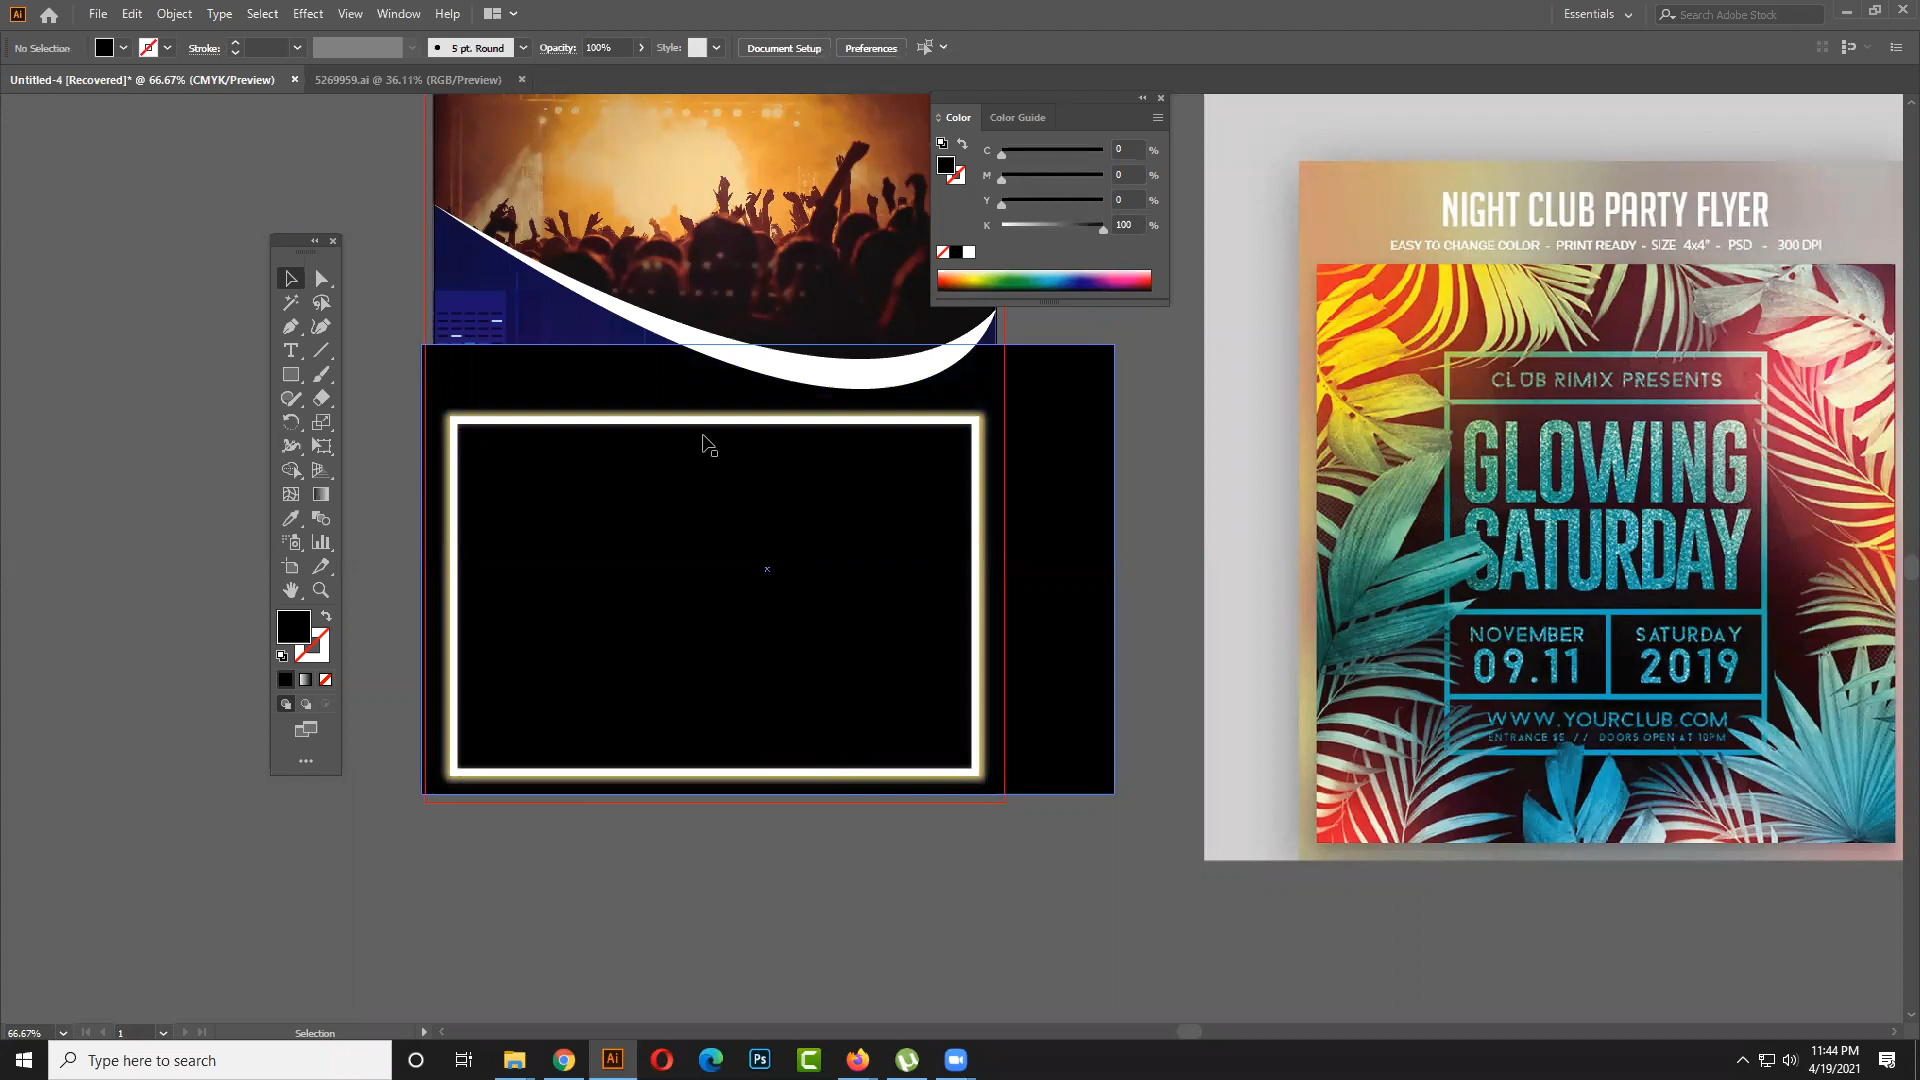 File Edit Object Type Select Effect View Window Help
Essentials
Search Adobe Stock
No Selection
Stroke:
5 pt. Round
Opacity: 100%
Style:
Document Setup
Preferences
Untitled-4 [Recovered]* @ 66.67% (CMYK/Preview)
5269959.ai @ 36.11% (RGB/Preview)
Color
Color Guide
C 0 %
M 0 %
Y 0 %
K 100 %
NIGHT CLUB PARTY FLYER
EASY TO CHANGE COLOR - PRINT READY - SIZE 4x4" - PSD - 300 DPI
CLUB RIMIX PRESENTS
GLOWING
SATURDAY
NOVEMBER
09.11
SATURDAY
2019
WWW.YOURCLUB.COM
ENTRANCE $5 // DOORS OPEN AT 10PM
66.67%
1
Selection
Type here to search
11:44 PM
4/19/2021